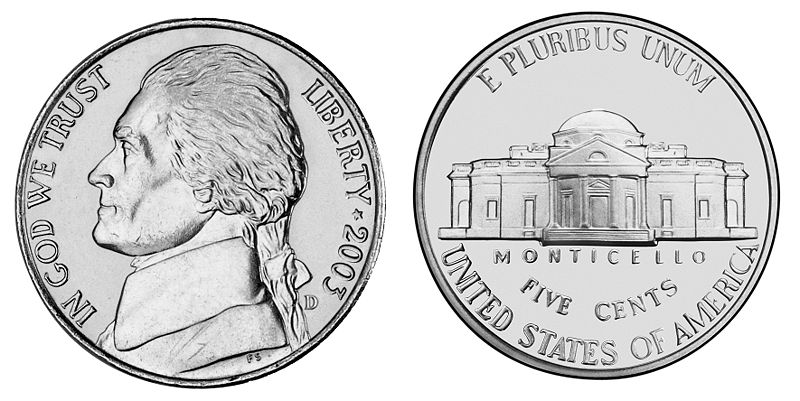 IN GOD WE TRUST
LIBERTY ★ 2003
D
FS
E PLURIBUS UNUM
MONTICELLO
FIVE CENTS
UNITED STATES OF AMERICA